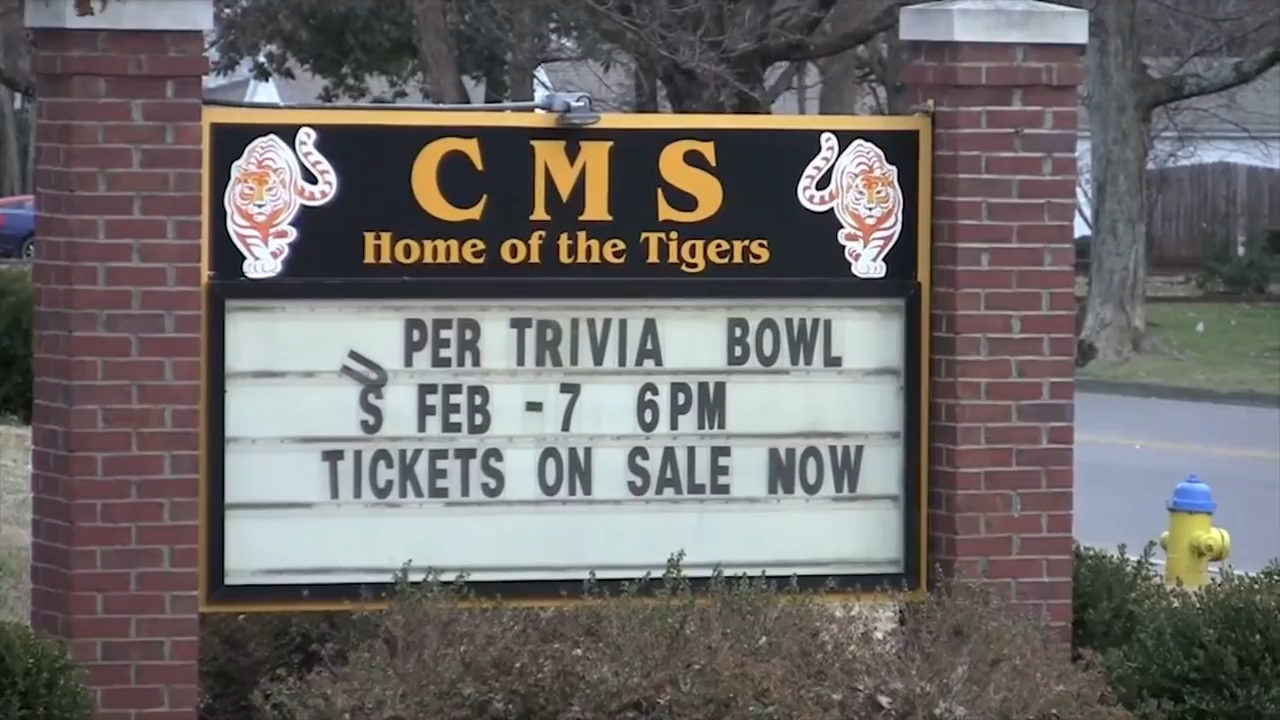 CMS
Home of the Tigers
U PER TRIVIA BOWL
S FEB -7 6PM
TICKETS ON SALE NOW